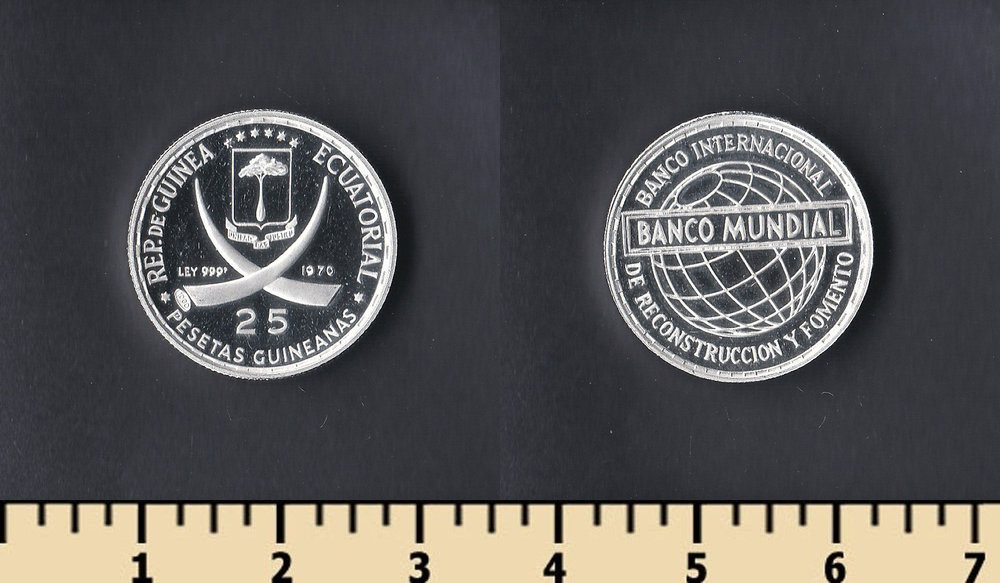 REP. DE GUINEA ECUATORIAL
LEY 999' 1970
25
PESETAS GUINEANAS
BANCO INTERNACIONAL
BANCO MUNDIAL
DE RECONSTRUCCION Y FOMENTO
1 2 3 4 5 6 7